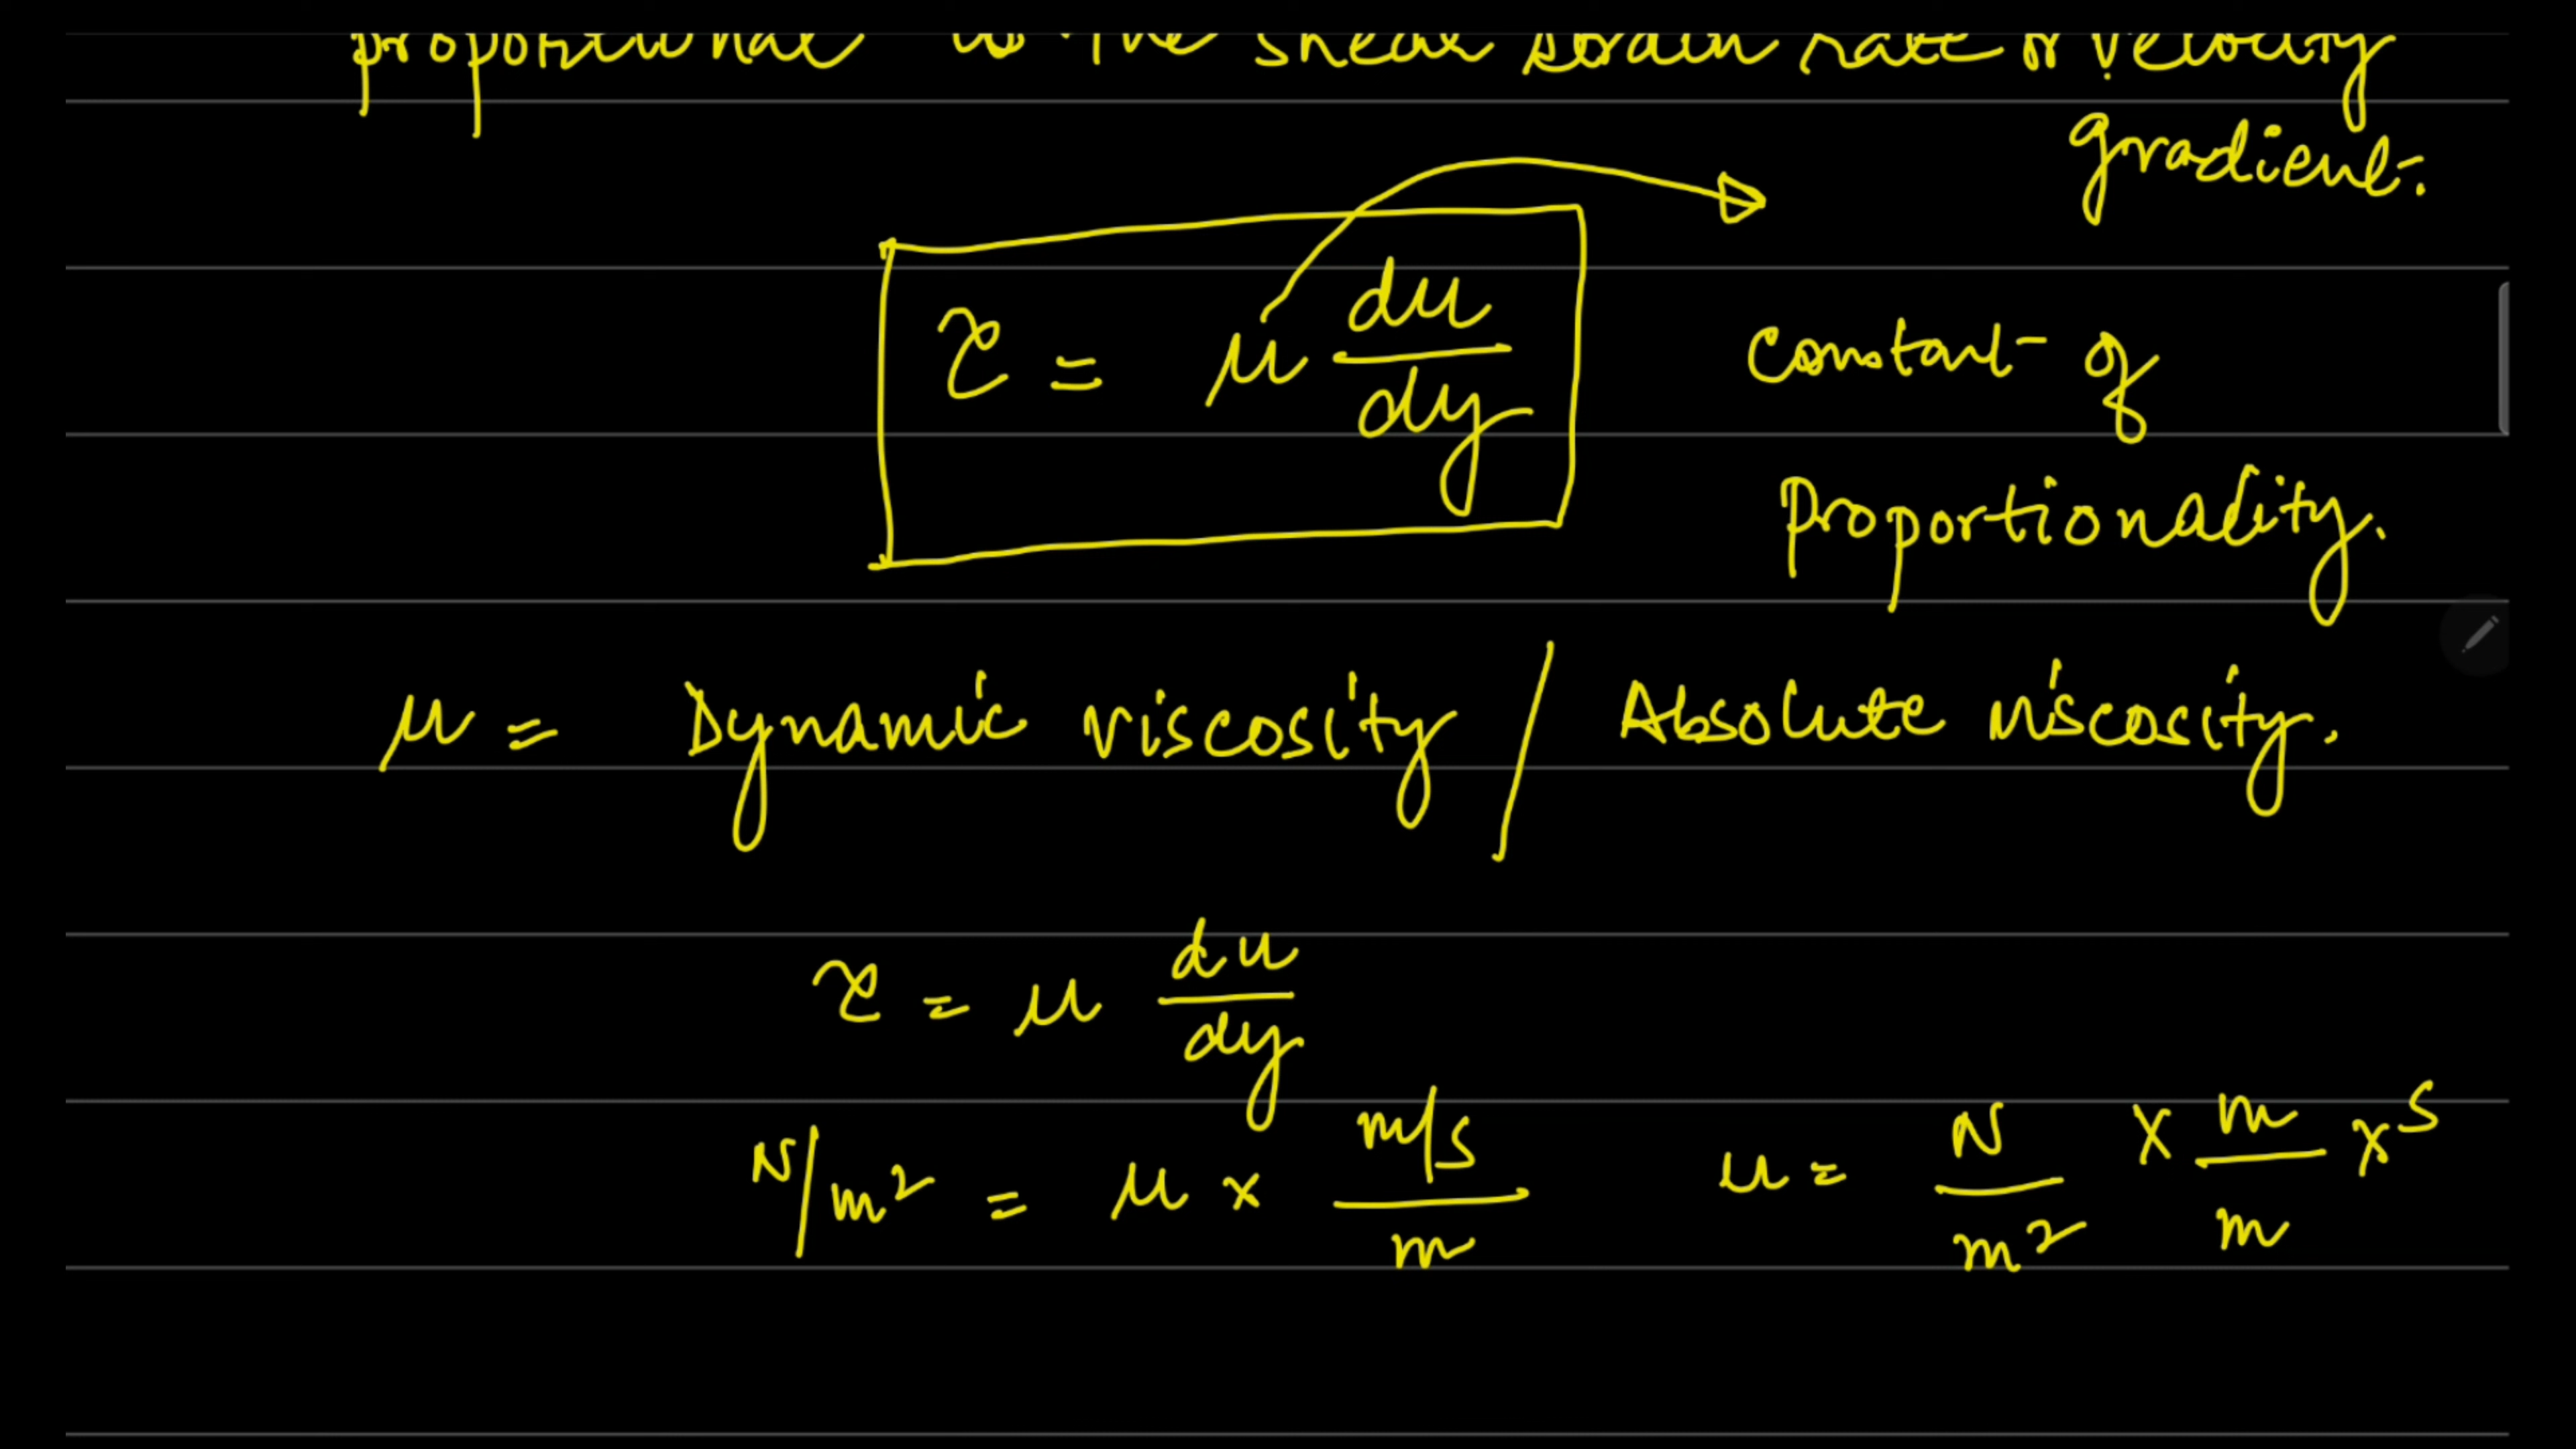 proportional to the shear strain rate or velocity
gradient.
τ = μ du/dy
constant of
proportionality.
μ = Dynamic viscosity / Absolute viscosity.
τ = μ du/dy
N/m² = μ × (m/s)/m
μ = N/m² × m/m × s